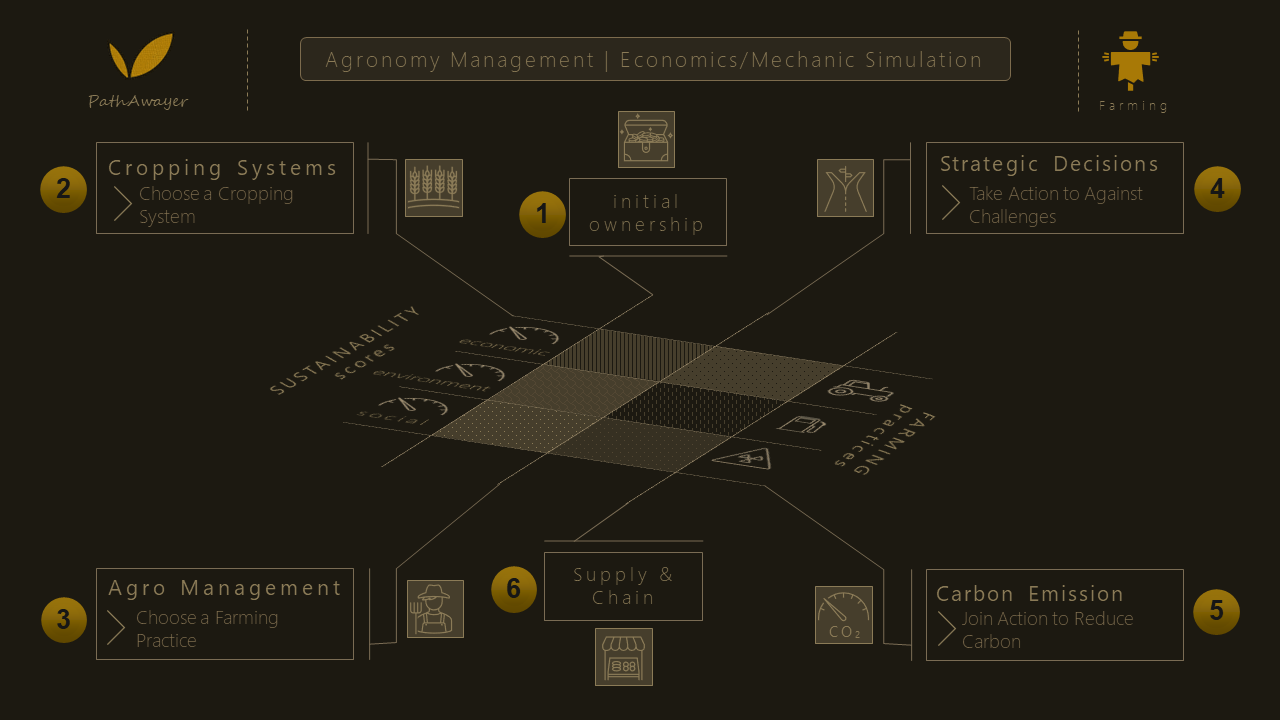 PathAwayer
Agronomy Management | Economics/Mechanic Simulation
Farming
1
initial
ownership
2
Cropping Systems
Choose a Cropping
System
4
Strategic Decisions
Take Action to Against
Challenges
SUSTAINABILITY
scores
economic
environment
social
FARMING
practices
3
Agro Management
Choose a Farming
Practice
6
Supply &
Chain
88
CO2
5
Carbon Emission
Join Action to Reduce
Carbon